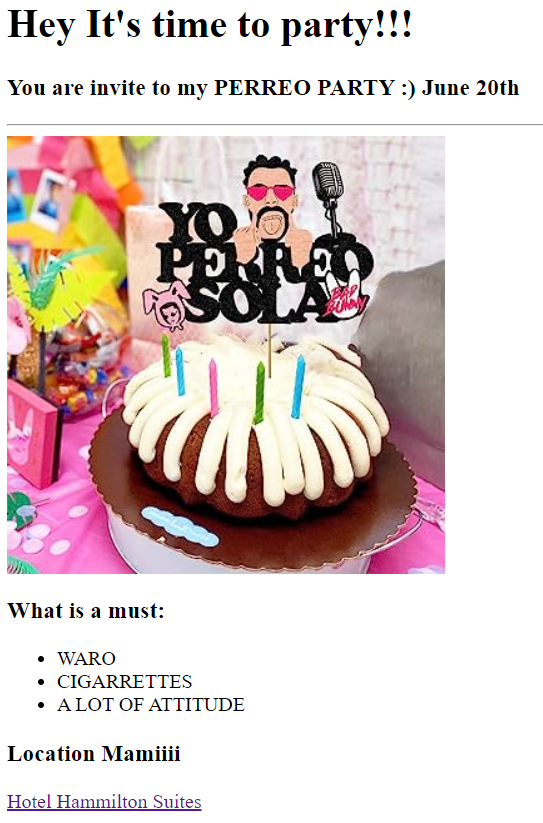 Hey It's time to party!!!
You are invite to my PERREO PARTY :) June 20th
YO
PERREO
SOLA
BAD
BUNNY
What is a must:
WARO
CIGARRETTES
A LOT OF ATTITUDE
Location Mamiiii
Hotel Hammilton Suites